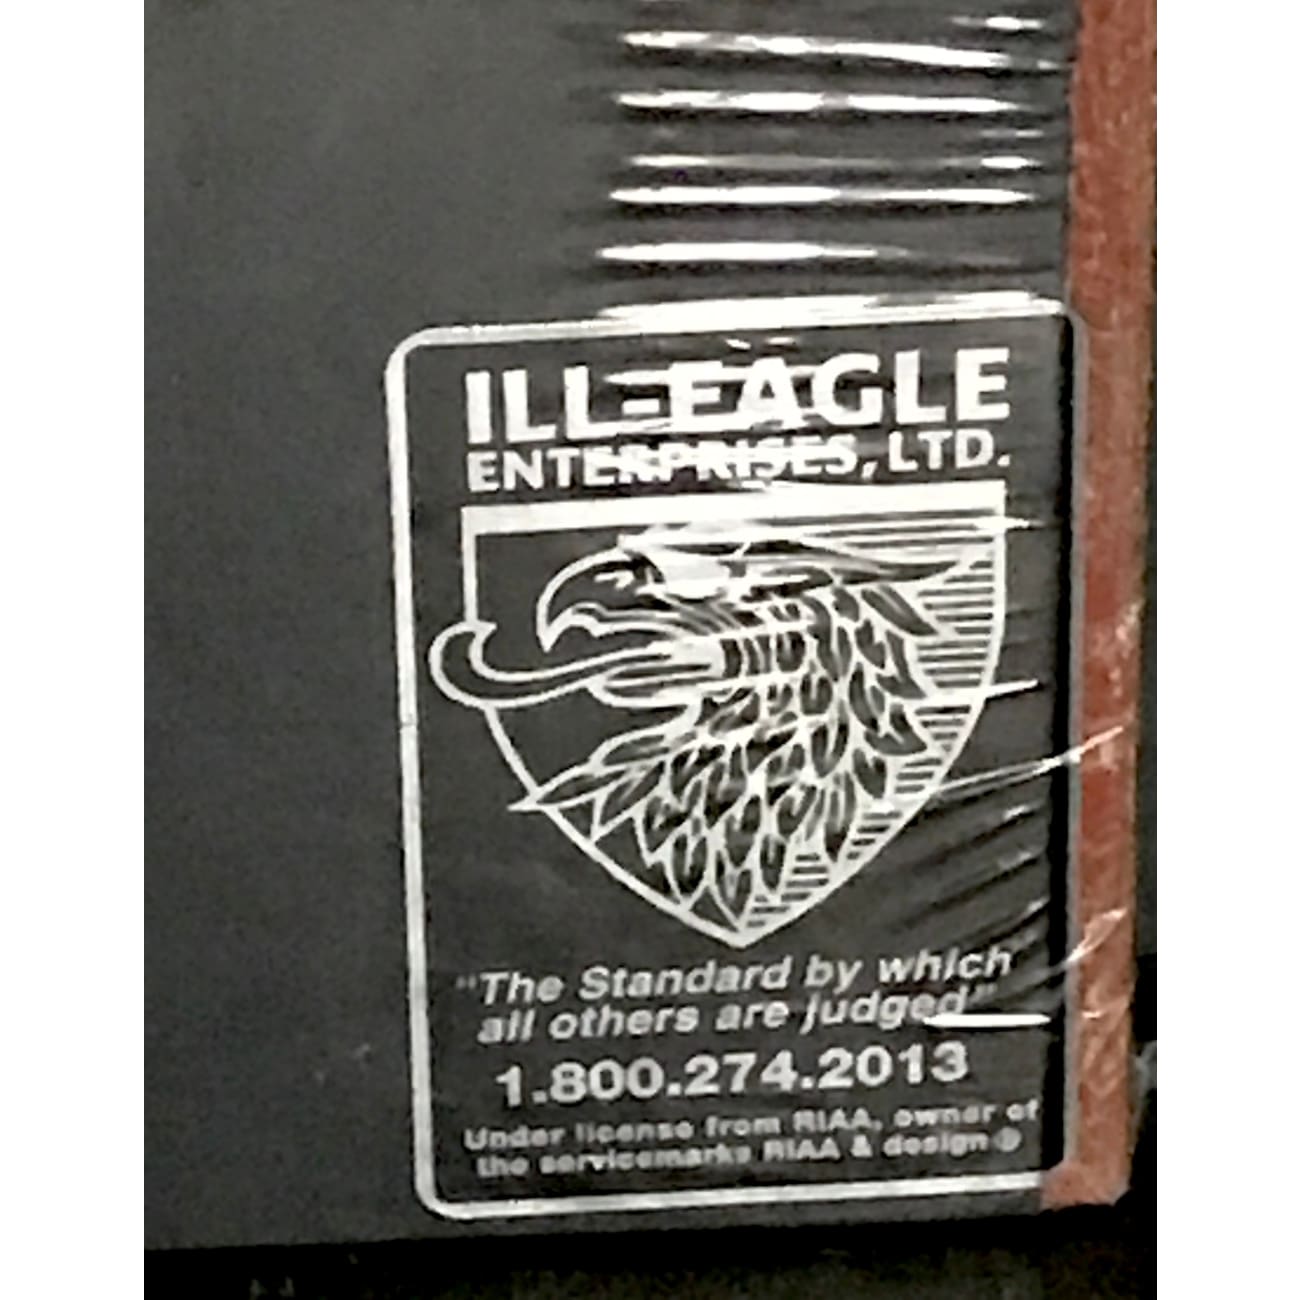 ILL-EAGLE
ENTERPRISES, LTD.
"The Standard by which
all others are judged"
1.800.274.2013
Under license from RIAA, owner of
the servicemarks RIAA & design